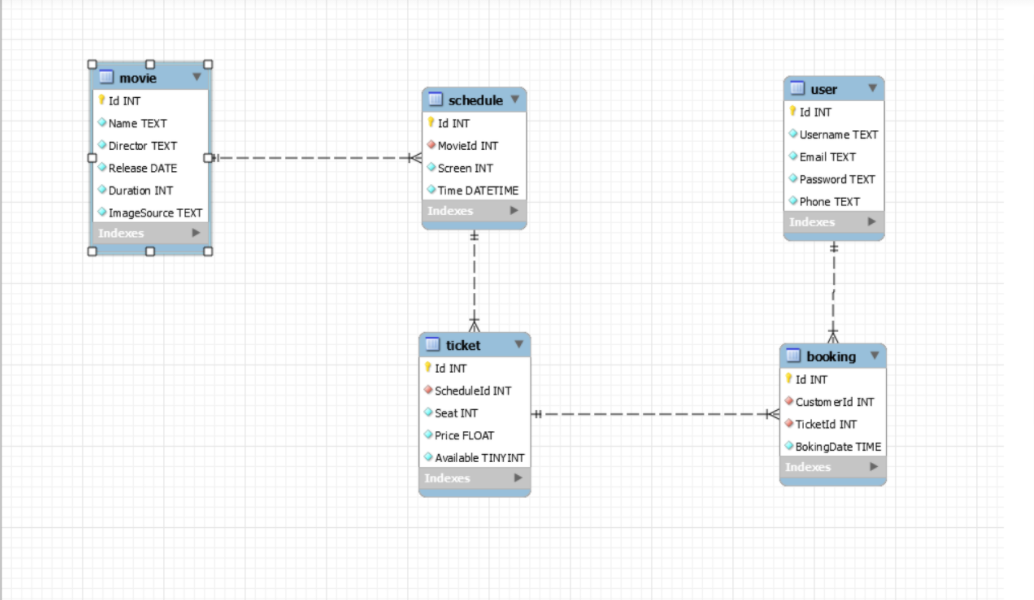 movie
Id INT
Name TEXT
Director TEXT
Release DATE
Duration INT
ImageSource TEXT
Indexes
schedule
Id INT
MovieId INT
Screen INT
Time DATETIME
Indexes
user
Id INT
Username TEXT
Email TEXT
Password TEXT
Phone TEXT
Indexes
ticket
Id INT
ScheduleId INT
Seat INT
Price FLOAT
Available TINYINT
Indexes
booking
Id INT
CustomerId INT
TicketId INT
BokingDate TIME
Indexes